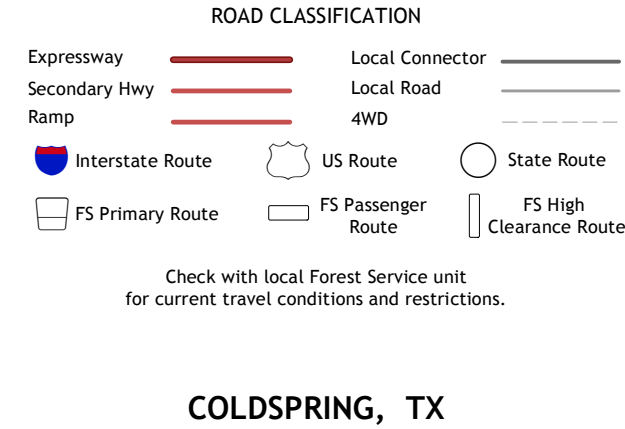 ROAD CLASSIFICATION
Expressway
Local Connector
Secondary Hwy
Local Road
Ramp
4WD
Interstate Route
US Route
State Route
FS Primary Route
FS Passenger
Route
FS High
Clearance Route
Check with local Forest Service unit
for current travel conditions and restrictions.
COLDSPRING, TX